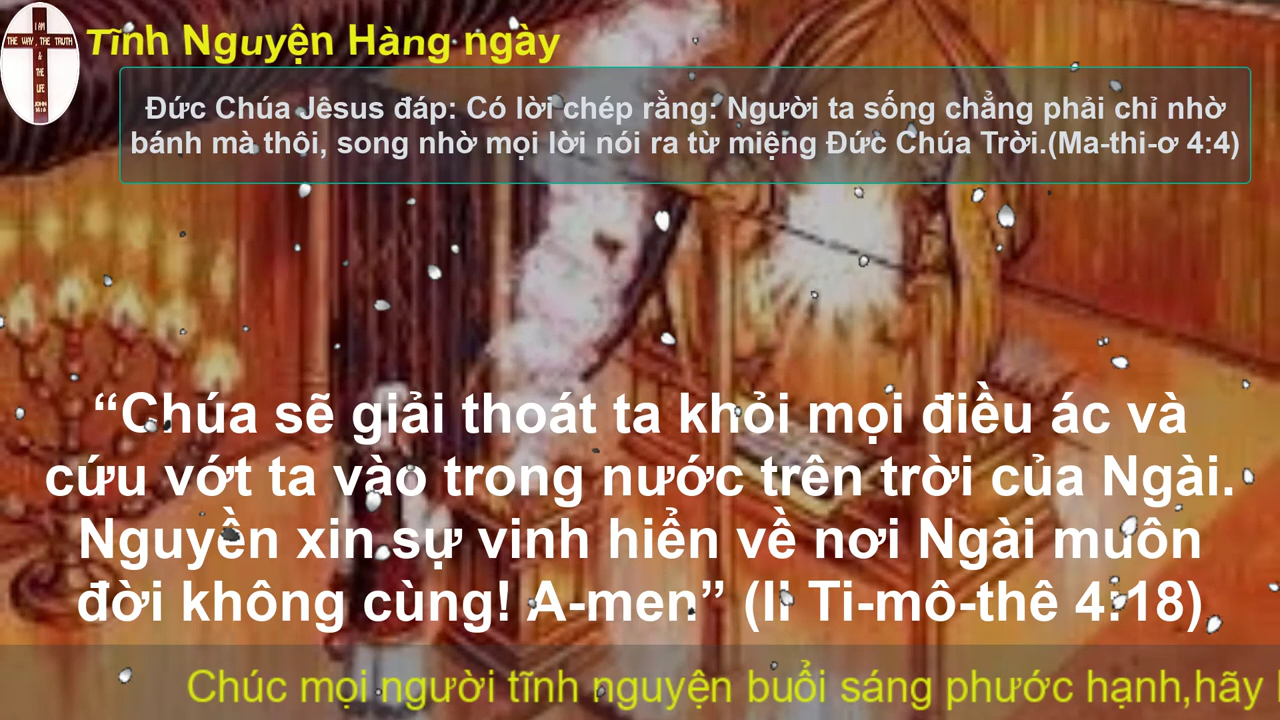 I AM
THE WAY, THE TRUTH
&
THE
LIFE
JOHN
14:1-6
Tĩnh Nguyện Hàng ngày
Đức Chúa Jêsus đáp: Có lời chép rằng: Người ta sống chẳng phải chỉ nhờ
bánh mà thôi, song nhờ mọi lời nói ra từ miệng Đức Chúa Trời.(Ma-thi-ơ 4:4)
“Chúa sẽ giải thoát ta khỏi mọi điều ác và
cứu vớt ta vào trong nước trên trời của Ngài.
Nguyền xin sự vinh hiển về nơi Ngài muôn
đời không cùng! A-men” (Ii Ti-mô-thê 4:18)
Chúc mọi người tĩnh nguyện buổi sáng phước hạnh,hãy